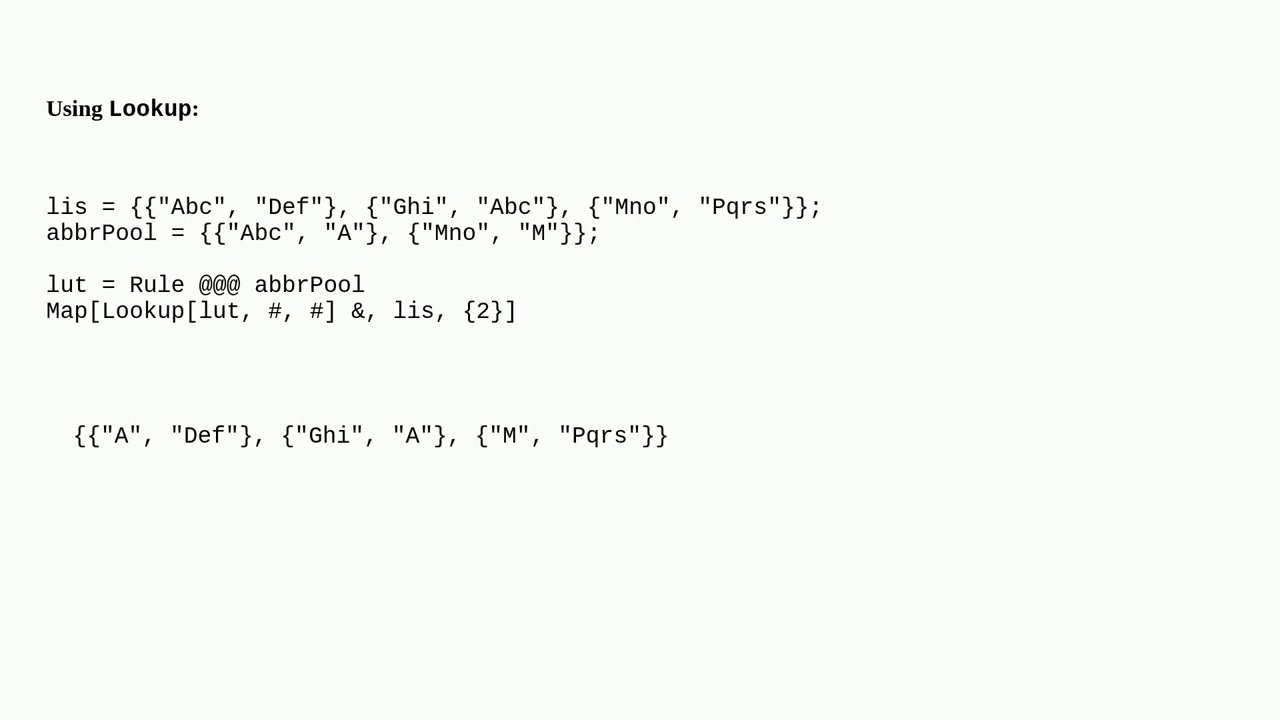 Using Lookup:
lis = {{"Abc", "Def"}, {"Ghi", "Abc"}, {"Mno", "Pqrs"}};
abbrPool = {{"Abc", "A"}, {"Mno", "M"}};
lut = Rule @@@ abbrPool
Map[Lookup[lut, #, #] &, lis, {2}]
{{"A", "Def"}, {"Ghi", "A"}, {"M", "Pqrs"}}